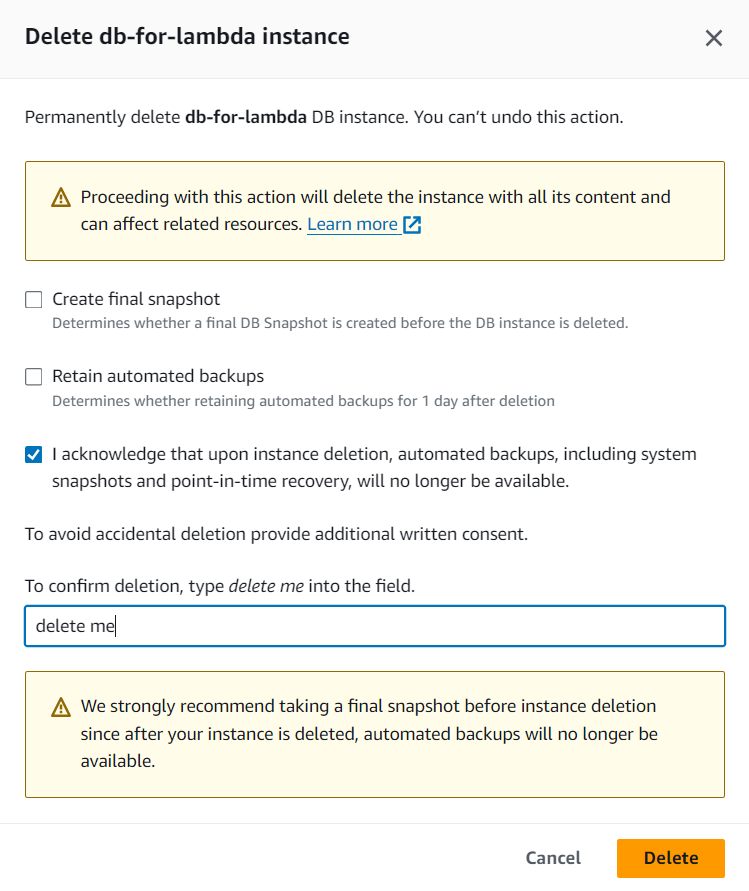 Delete db-for-lambda instance
Permanently delete db-for-lambda DB instance. You can’t undo this action.
Proceeding with this action will delete the instance with all its content and
can affect related resources. Learn more
Create final snapshot
Determines whether a final DB Snapshot is created before the DB instance is deleted.
Retain automated backups
Determines whether retaining automated backups for 1 day after deletion
I acknowledge that upon instance deletion, automated backups, including system
snapshots and point-in-time recovery, will no longer be available.
To avoid accidental deletion provide additional written consent.
To confirm deletion, type delete me into the field.
delete me
We strongly recommend taking a final snapshot before instance deletion
since after your instance is deleted, automated backups will no longer be
available.
Cancel
Delete